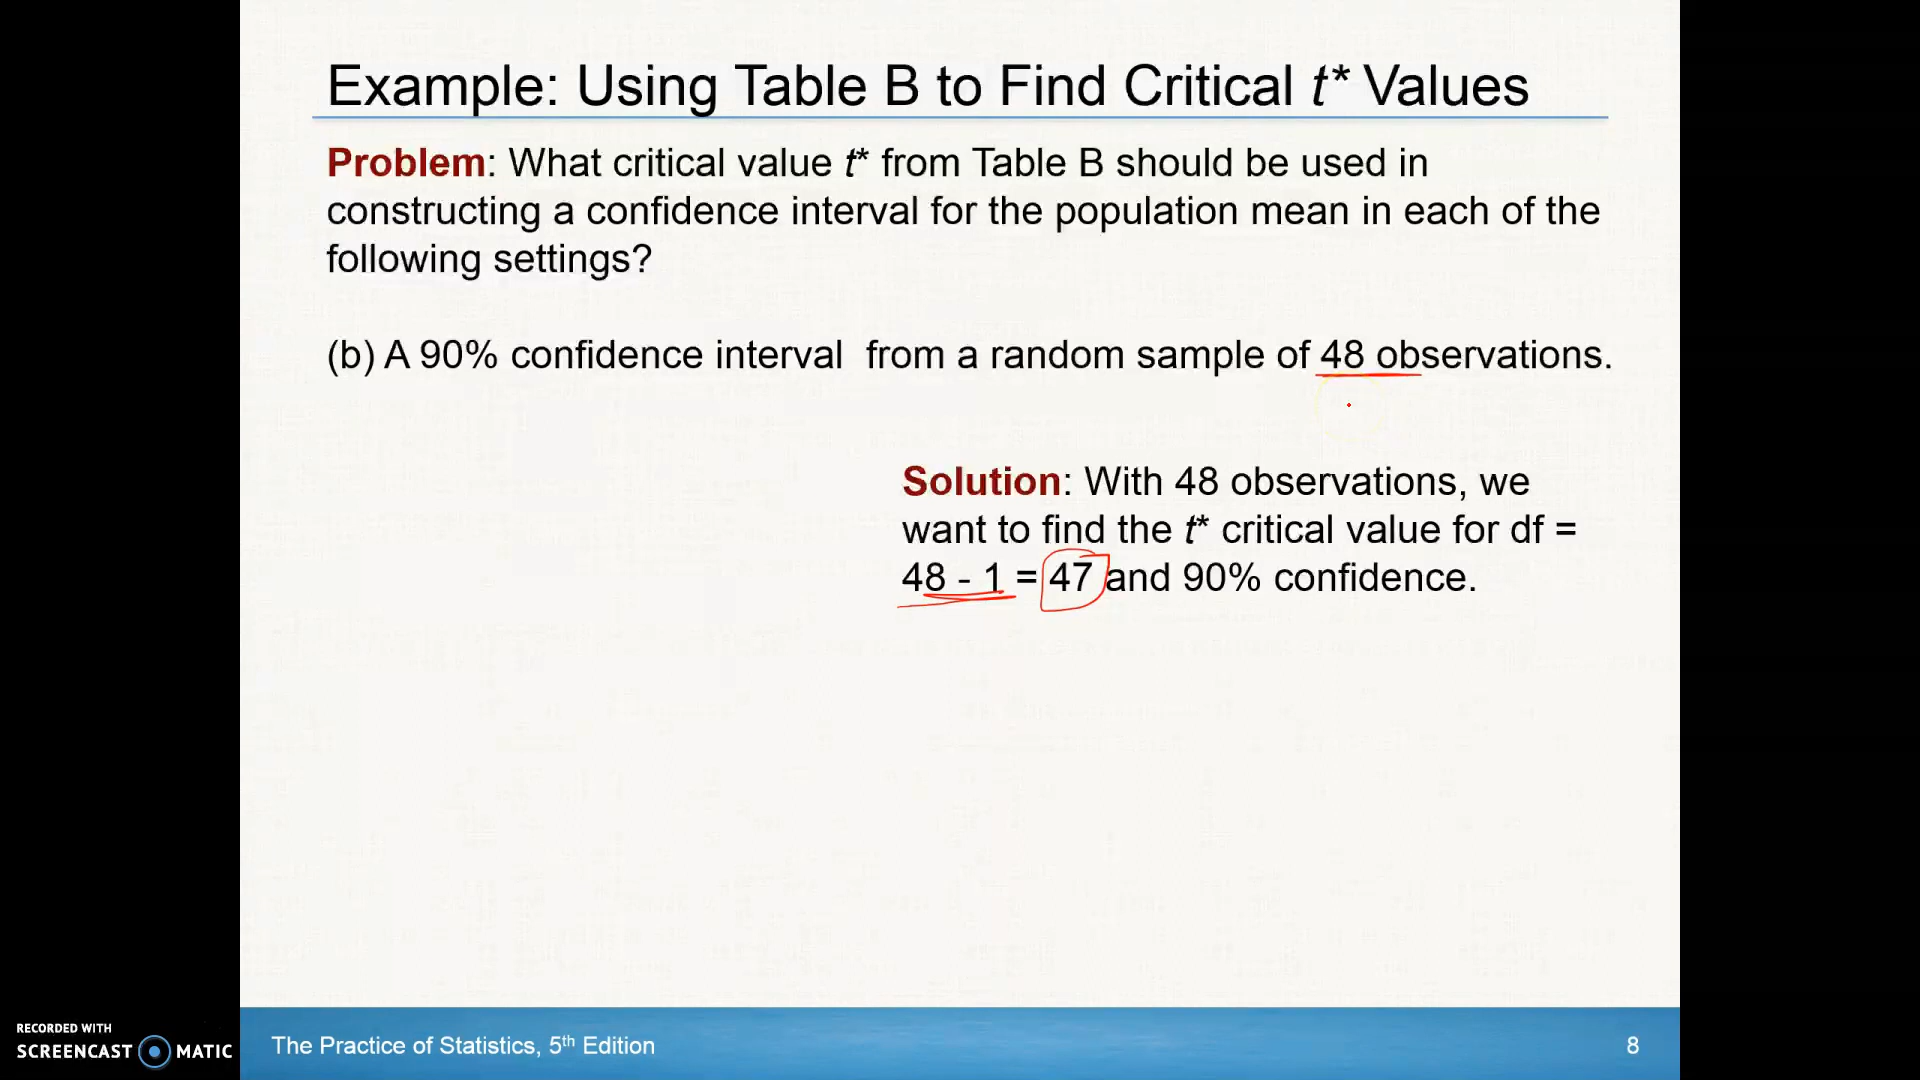 Example: Using Table B to Find Critical t* Values
Problem: What critical value t* from Table B should be used in
constructing a confidence interval for the population mean in each of the
following settings?
(b) A 90% confidence interval from a random sample of 48 observations.
Solution: With 48 observations, we
want to find the t* critical value for df =
48 - 1 = 47 and 90% confidence.
RECORDED WITH
SCREENCAST MATIC
The Practice of Statistics, 5th Edition
8